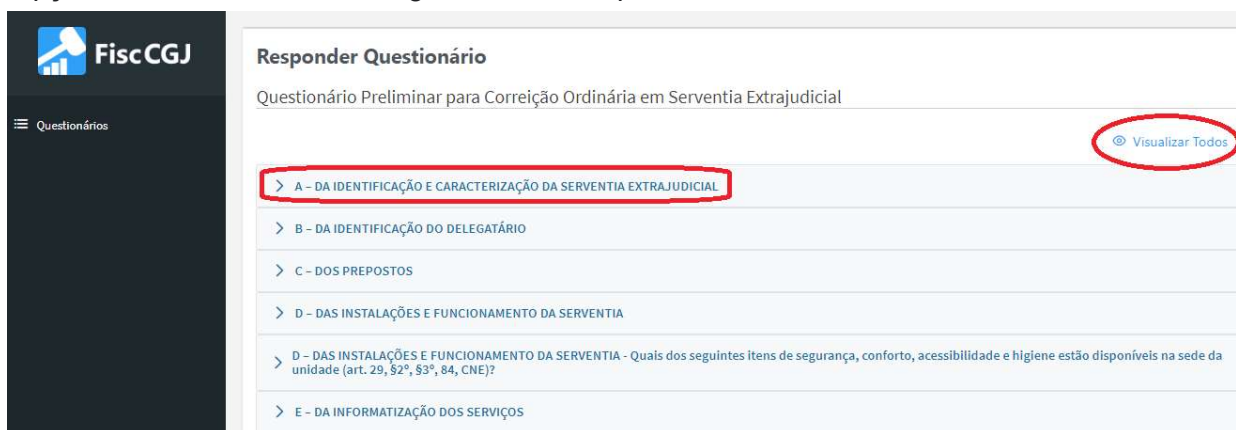 FiscCGJ
Questionários
Responder Questionário
Questionário Preliminar para Correição Ordinária em Serventia Extrajudicial
Visualizar Todos
A – DA IDENTIFICAÇÃO E CARACTERIZAÇÃO DA SERVENTIA EXTRAJUDICIAL
B – DA IDENTIFICAÇÃO DO DELEGATÁRIO
C – DOS PREPOSTOS
D – DAS INSTALAÇÕES E FUNCIONAMENTO DA SERVENTIA
D – DAS INSTALAÇÕES E FUNCIONAMENTO DA SERVENTIA - Quais dos seguintes itens de segurança, conforto, acessibilidade e higiene estão disponíveis na sede da
unidade (art. 29, §2º, §3º, 84, CNE)?
E – DA INFORMATIZAÇÃO DOS SERVIÇOS